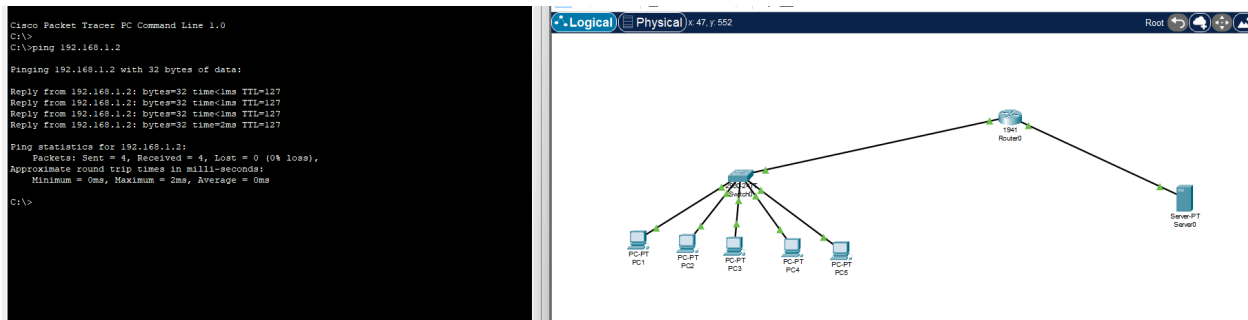 Cisco Packet Tracer PC Command Line 1.0
C:\>
C:\>ping 192.168.1.2
Pinging 192.168.1.2 with 32 bytes of data:
Reply from 192.168.1.2: bytes=32 time<1ms TTL=127
Reply from 192.168.1.2: bytes=32 time<1ms TTL=127
Reply from 192.168.1.2: bytes=32 time<1ms TTL=127
Reply from 192.168.1.2: bytes=32 time=2ms TTL=127
Ping statistics for 192.168.1.2:
Packets: Sent = 4, Received = 4, Lost = 0 (0% loss),
Approximate round trip times in milli-seconds:
Minimum = 0ms, Maximum = 2ms, Average = 0ms
C:\>
Logical Physical x: 47, y: 552 Root
1941
Router0
Switch0
Server-PT
Server0
PC-PT
PC1
PC-PT
PC2
PC-PT
PC3
PC-PT
PC4
PC-PT
PC5